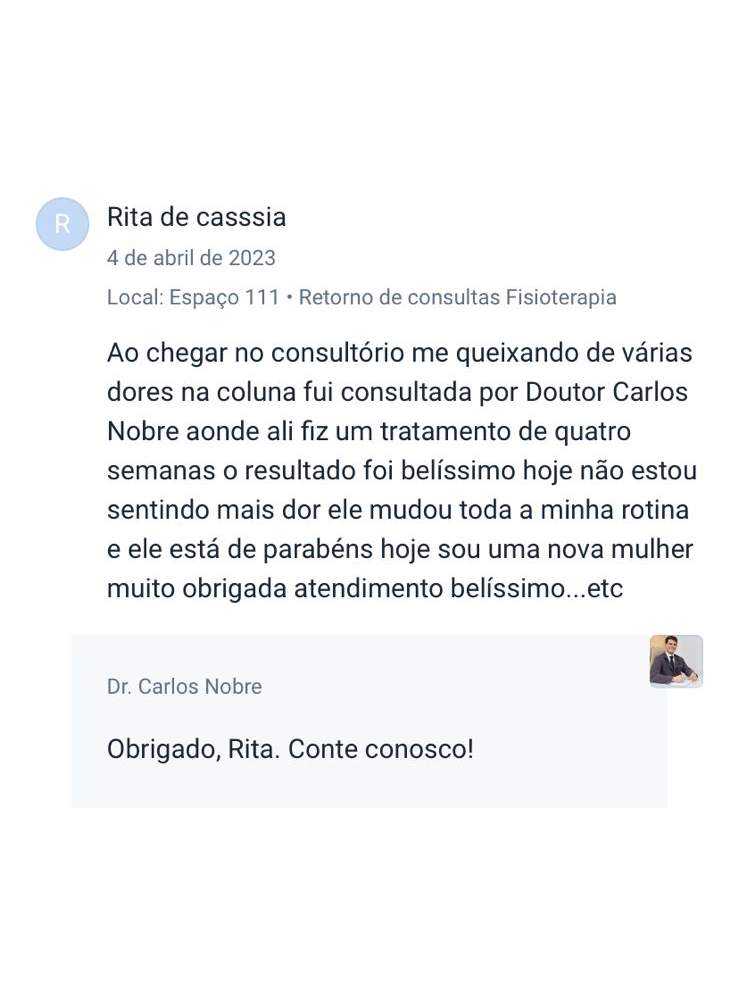 R
Rita de casssia
4 de abril de 2023
Local: Espaço 111 • Retorno de consultas Fisioterapia
Ao chegar no consultório me queixando de várias
dores na coluna fui consultada por Doutor Carlos
Nobre aonde ali fiz um tratamento de quatro
semanas o resultado foi belíssimo hoje não estou
sentindo mais dor ele mudou toda a minha rotina
e ele está de parabéns hoje sou uma nova mulher
muito obrigada atendimento belíssimo...etc
Dr. Carlos Nobre
Obrigado, Rita. Conte conosco!